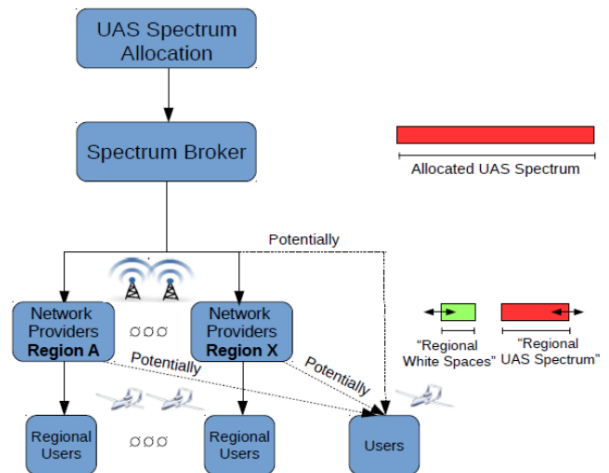 UAS Spectrum
Allocation
Spectrum Broker
Allocated UAS Spectrum
Potentially
Network
Providers
Region A
Network
Providers
Region X
"Regional
White Spaces"
"Regional
UAS Spectrum"
Potentially
Potentially
Regional
Users
Regional
Users
Users